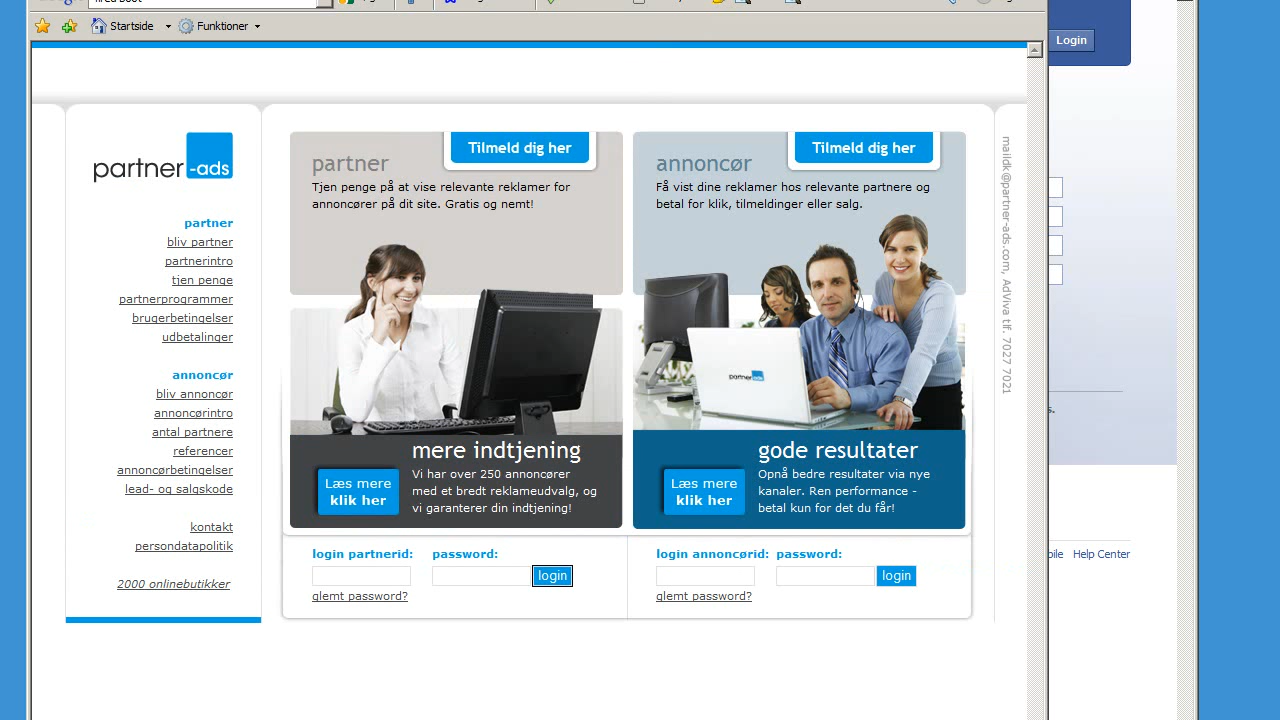 Startside
Funktioner
Login
partner-ads
partner
bliv partner
partnerintro
tjen penge
partnerprogrammer
brugerbetingelser
udbetalinger
annoncør
bliv annoncør
annoncørintro
antal partnere
referencer
annoncørbetingelser
lead- og salgskode
kontakt
persondatapolitik
2000 onlinebutikker
partner
Tilmeld dig her
Tjen penge på at vise relevante reklamer for
annoncører på dit site. Gratis og nemt!
mere indtjening
Læs mere
klik her
Vi har over 250 annoncører
med et bredt reklameudvalg, og
vi garanterer din indtjening!
annoncør
Tilmeld dig her
Få vist dine reklamer hos relevante partnere og
betal for klik, tilmeldinger eller salg.
partner-ads
gode resultater
Læs mere
klik her
Opnå bedre resultater via nye
kanaler. Ren performance -
betal kun for det du får!
login partnerid: password:
login
glemt password?
login annoncørid: password:
login
glemt password?
maildk@partner-ads.com, AdViva tlf. 7027 7021
Help Center